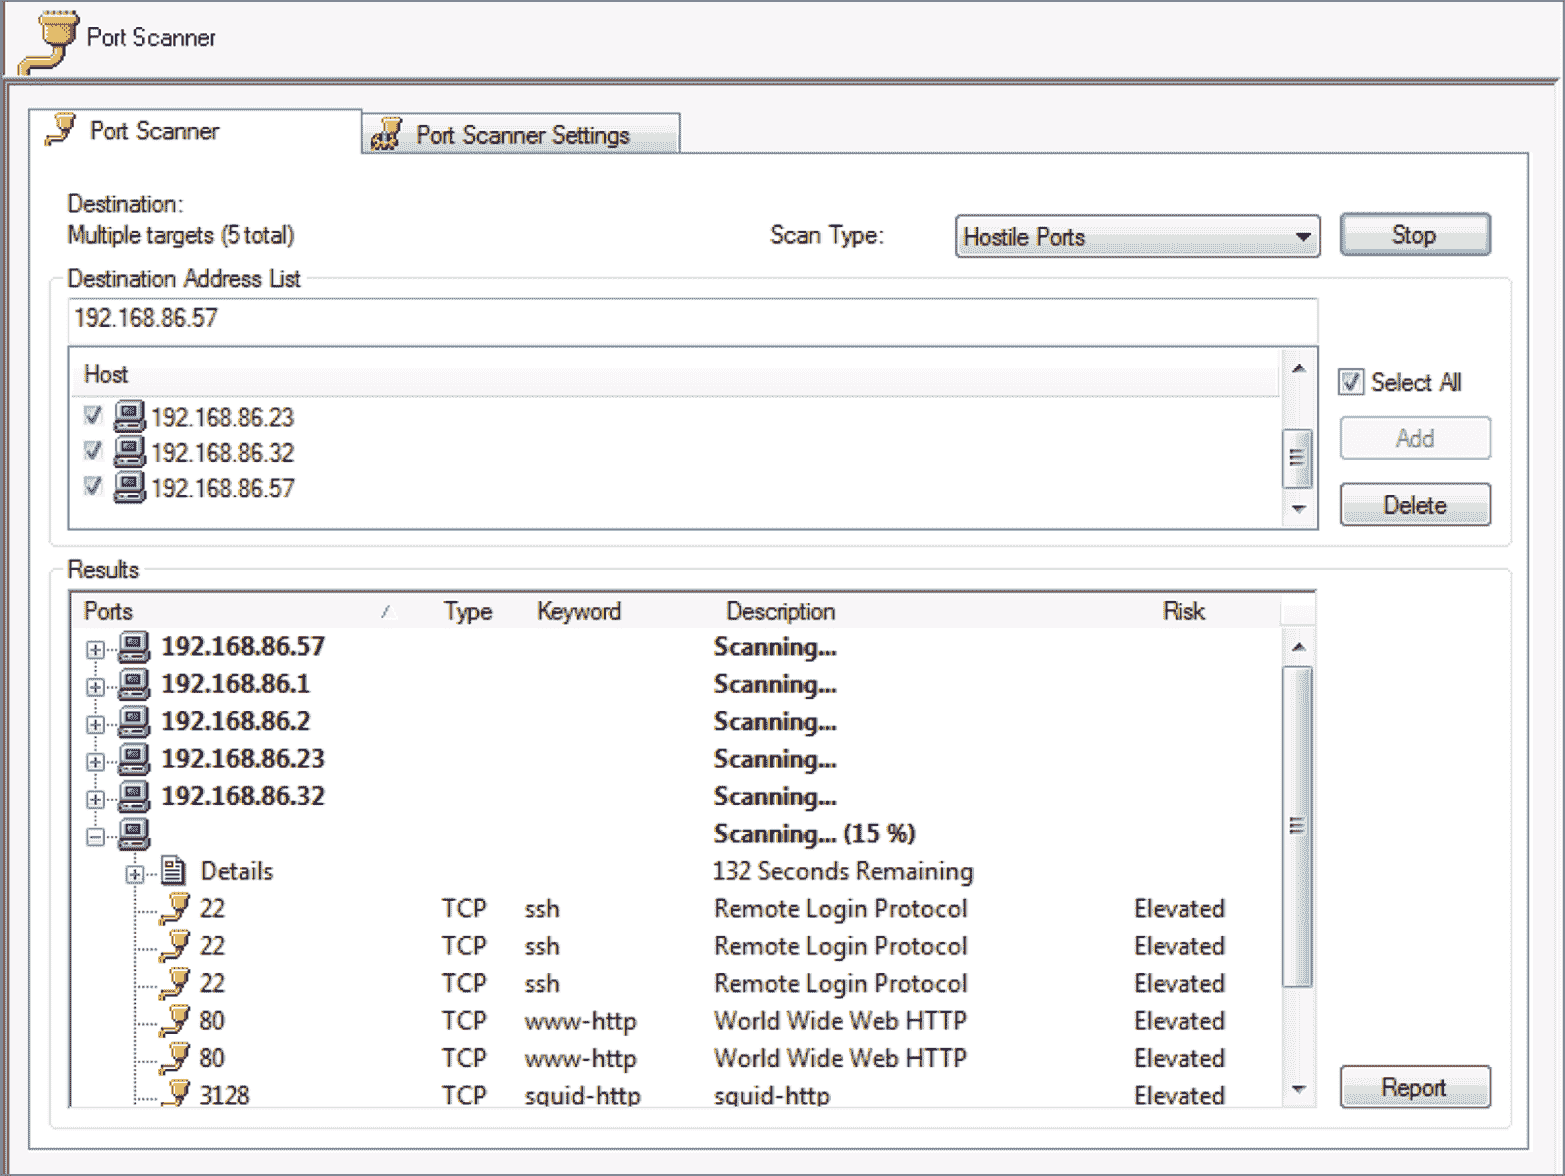 Port Scanner
Port Scanner
Port Scanner Settings
Destination:
Multiple targets (5 total)
Scan Type:
Hostile Ports
Stop
Destination Address List
192.168.86.57
Host
192.168.86.23
192.168.86.32
192.168.86.57
Select All
Add
Delete
Results
Ports Type Keyword Description Risk
192.168.86.57 Scanning...
192.168.86.1 Scanning...
192.168.86.2 Scanning...
192.168.86.23 Scanning...
192.168.86.32 Scanning...
Scanning... (15 %)
Details 132 Seconds Remaining
22 TCP ssh Remote Login Protocol Elevated
22 TCP ssh Remote Login Protocol Elevated
22 TCP ssh Remote Login Protocol Elevated
80 TCP www-http World Wide Web HTTP Elevated
80 TCP www-http World Wide Web HTTP Elevated
3128 TCP squid-http squid-http Elevated
Report